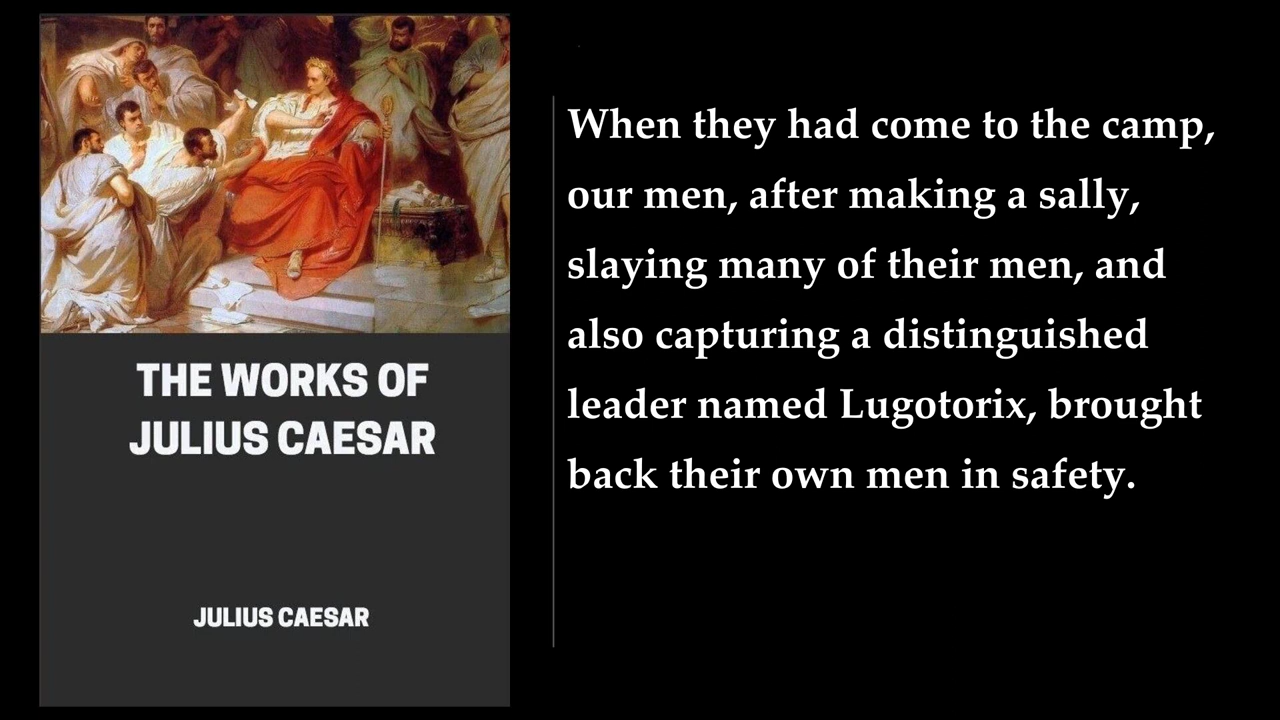 THE WORKS OF
JULIUS CAESAR
JULIUS CAESAR
When they had come to the camp,
our men, after making a sally,
slaying many of their men, and
also capturing a distinguished
leader named Lugotorix, brought
back their own men in safety.